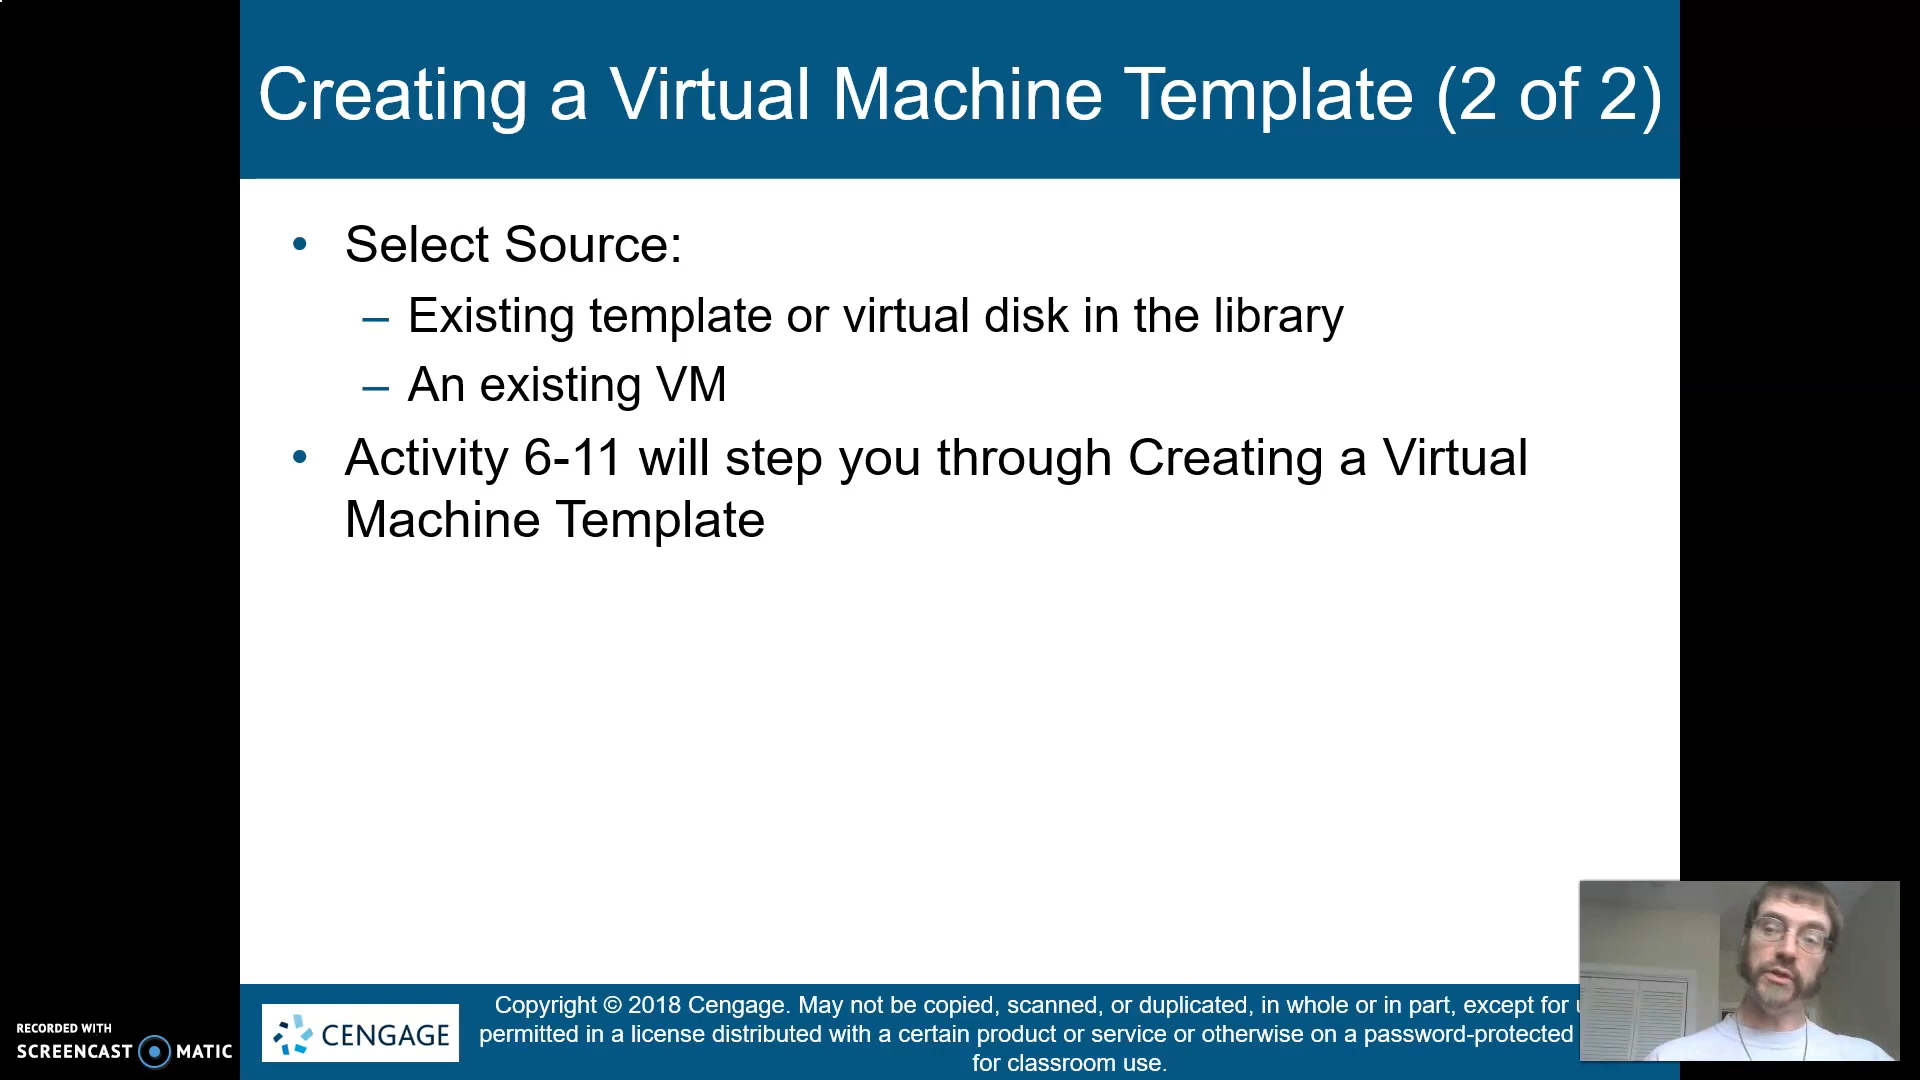 Creating a Virtual Machine Template (2 of 2)
• Select Source:
– Existing template or virtual disk in the library
– An existing VM
• Activity 6-11 will step you through Creating a Virtual
Machine Template
CENGAGE
Copyright © 2018 Cengage. May not be copied, scanned, or duplicated, in whole or in part, except for
permitted in a license distributed with a certain product or service or otherwise on a password-protected
for classroom use.
RECORDED WITH
SCREENCAST MATIC